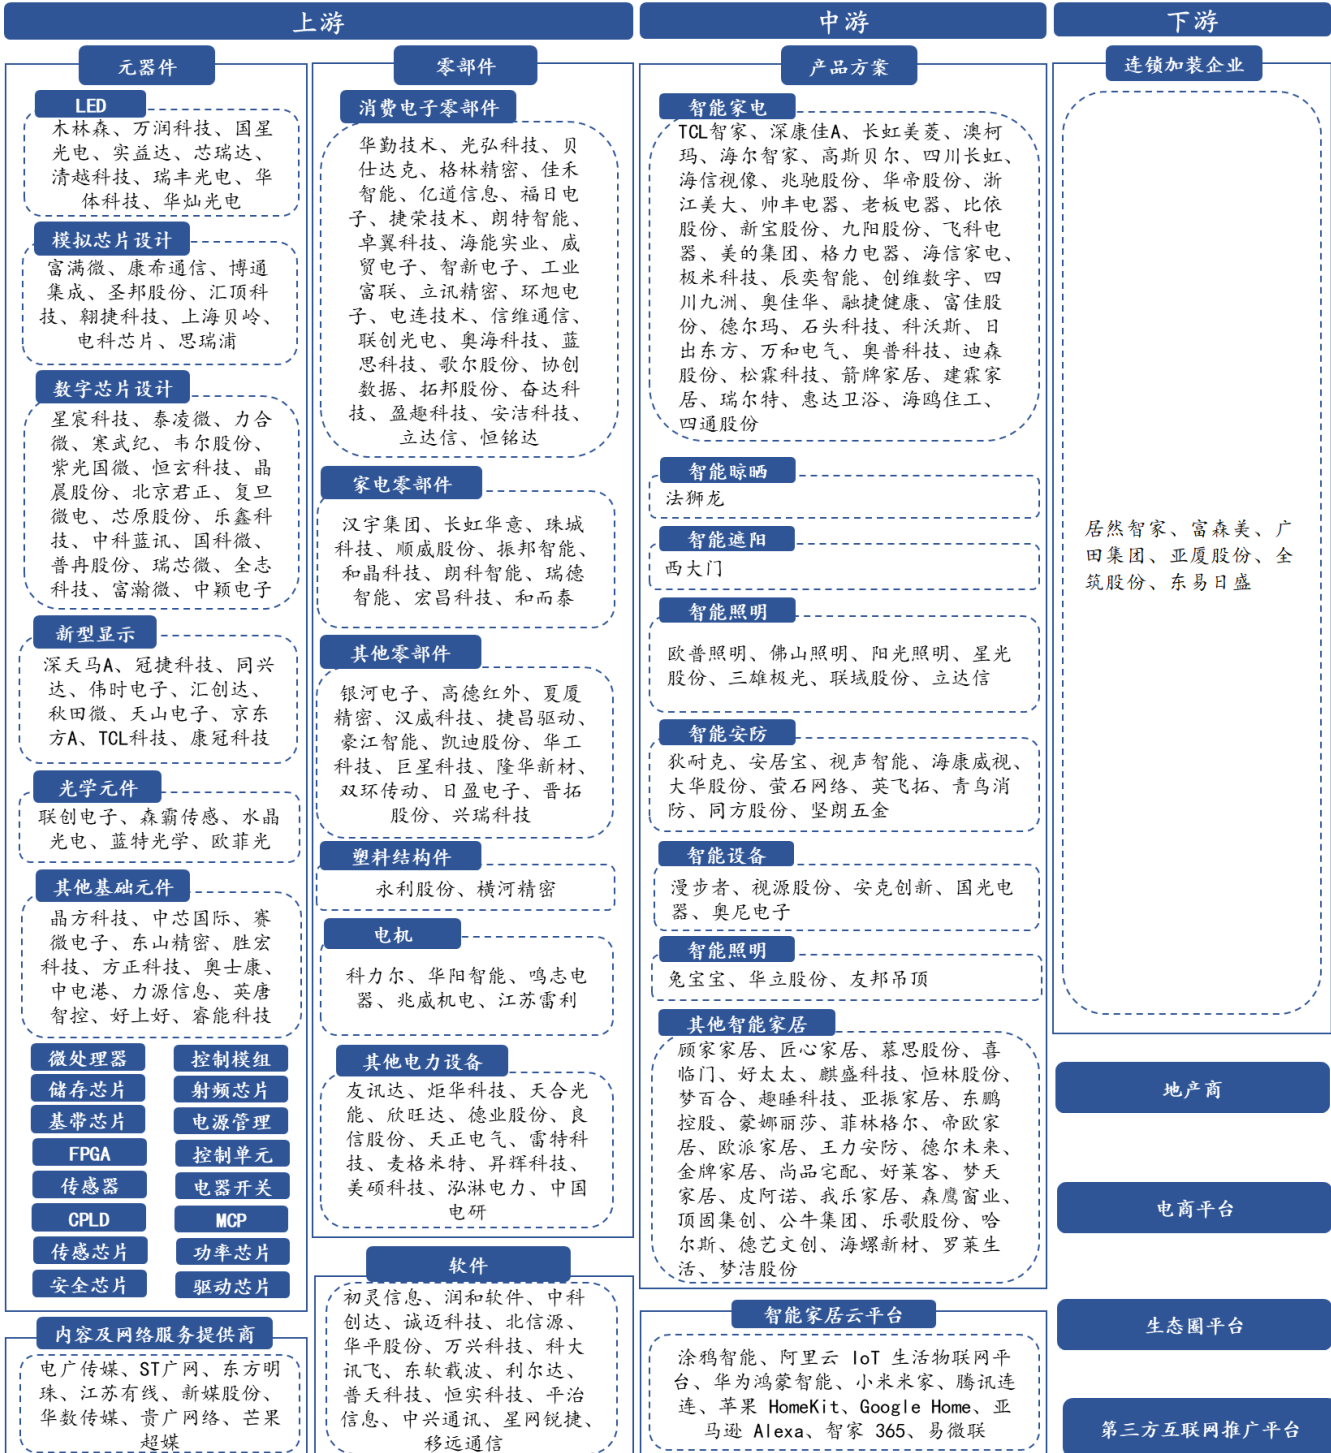 上游
元器件
LED
木林森、万润科技、国星
光电、实益达、芯瑞达、
清越科技、瑞丰光电、华
体科技、华灿光电
模拟芯片设计
富满微、康希通信、博通
集成、圣邦股份、汇顶科
技、翱捷科技、上海贝岭、
电科芯片、思瑞浦
数字芯片设计
星宸科技、泰凌微、力合
微、寒武纪、韦尔股份、
紫光国微、恒玄科技、晶
晨股份、北京君正、复旦
微电、芯原股份、乐鑫科
技、中科蓝讯、国科微、
普冉股份、瑞芯微、全志
科技、富瀚微、中颖电子
新型显示
深天马A、冠捷科技、同兴
达、伟时电子、汇创达、
秋田微、天山电子、京东
方A、TCL科技、康冠科技
光学元件
联创电子、森霸传感、水晶
光电、蓝特光学、欧菲光
其他基础元件
晶方科技、中芯国际、赛
微电子、东山精密、胜宏
科技、方正科技、奥士康、
中电港、力源信息、英唐
智控、好上好、睿能科技
微处理器
控制模组
储存芯片
射频芯片
基带芯片
电源管理
FPGA
控制单元
传感器
电器开关
CPLD
MCP
传感芯片
功率芯片
安全芯片
驱动芯片
内容及网络服务提供商
电广传媒、ST广网、东方明
珠、江苏有线、新媒股份、
华数传媒、贵广网络、芒果
超媒
零部件
消费电子零部件
华勤技术、光弘科技、贝
仕达克、格林精密、佳禾
智能、亿道信息、福日电
子、捷荣技术、朗特智能、
卓翼科技、海能实业、威
贸电子、智新电子、工业
富联、立讯精密、环旭电
子、电连技术、信维通信、
联创光电、奥海科技、蓝
思科技、歌尔股份、协创
数据、拓邦股份、奋达科
技、盈趣科技、安洁科技、
立达信、恒铭达
家电零部件
汉宇集团、长虹华意、珠城
科技、顺威股份、振邦智能、
和晶科技、朗科智能、瑞德
智能、宏昌科技、和而泰
其他零部件
银河电子、高德红外、夏厦
精密、汉威科技、捷昌驱动、
豪江智能、凯迪股份、华工
科技、巨星科技、隆华新材、
双环传动、日盈电子、晋拓
股份、兴瑞科技
塑料结构件
永利股份、横河精密
电机
科力尔、华阳智能、鸣志电
器、兆威机电、江苏雷利
其他电力设备
友讯达、炬华科技、天合光
能、欣旺达、德业股份、良
信股份、天正电气、雷特科
技、麦格米特、昇辉科技、
美硕科技、泓淋电力、中国
电研
软件
初灵信息、润和软件、中科
创达、诚迈科技、北信源、
华平股份、万兴科技、科大
讯飞、东软载波、利尔达、
普天科技、恒实科技、平治
信息、中兴通讯、星网锐捷、
移远通信
中游
产品方案
智能家电
TCL智家、深康佳A、长虹美菱、澳柯
玛、海尔智家、高斯贝尔、四川长虹、
海信视像、兆驰股份、华帝股份、浙
江美大、帅丰电器、老板电器、比依
股份、新宝股份、九阳股份、飞科电
器、美的集团、格力电器、海信家电、
极米科技、辰奕智能、创维数字、四
川九洲、奥佳华、融捷健康、富佳股
份、德尔玛、石头科技、科沃斯、日
出东方、万和电气、奥普科技、迪森
股份、松霖科技、箭牌家居、建霖家
居、瑞尔特、惠达卫浴、海鸥住工、
四通股份
智能晾晒
法狮龙
智能遮阳
西大门
智能照明
欧普照明、佛山照明、阳光照明、星光
股份、三雄极光、联域股份、立达信
智能安防
狄耐克、安居宝、视声智能、海康威视、
大华股份、萤石网络、英飞拓、青鸟消
防、同方股份、坚朗五金
智能设备
漫步者、视源股份、安克创新、国光电
器、奥尼电子
智能照明
兔宝宝、华立股份、友邦吊顶
其他智能家居
顾家家居、匠心家居、慕思股份、喜
临门、好太太、麒盛科技、恒林股份、
梦百合、趣睡科技、亚振家居、东鹏
控股、蒙娜丽莎、菲林格尔、帝欧家
居、欧派家居、王力安防、德尔未来、
金牌家居、尚品宅配、好莱客、梦天
家居、皮阿诺、我乐家居、森鹰窗业、
顶固集创、公牛集团、乐歌股份、哈
尔斯、德艺文创、海螺新材、罗莱生
活、梦洁股份
智能家居云平台
涂鸦智能、阿里云 IoT 生活物联网平
台、华为鸿蒙智能、小米米家、腾讯连
连、苹果 HomeKit、Google Home、亚
马逊 Alexa、智家 365、易微联
下游
连锁加装企业
居然智家、富森美、广
田集团、亚厦股份、全
筑股份、东易日盛
地产商
电商平台
生态圈平台
第三方互联网推广平台